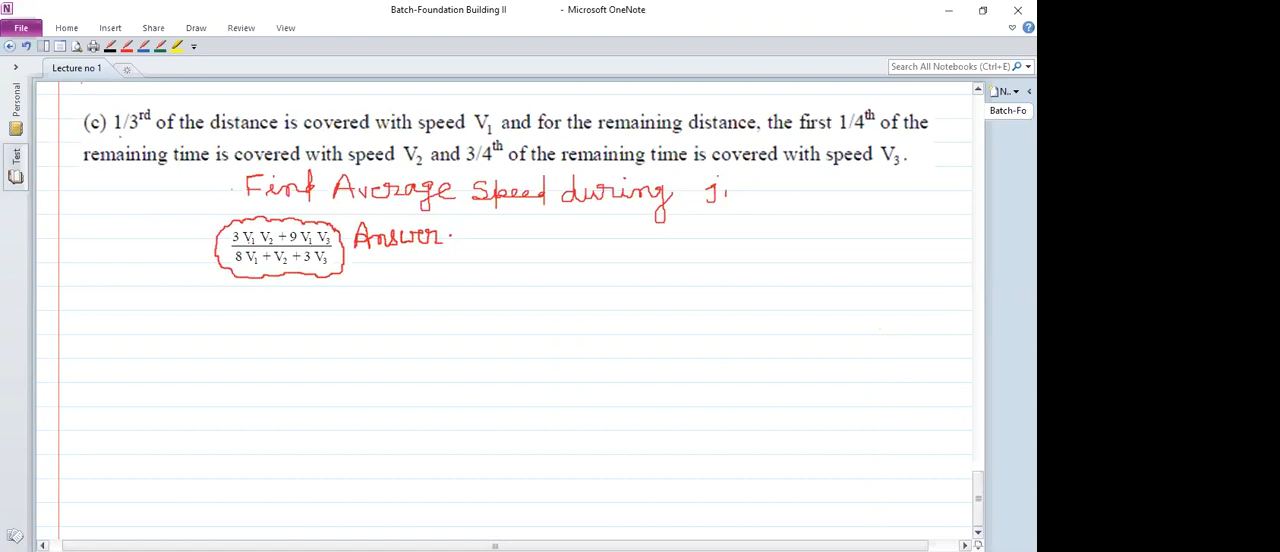 Batch-Foundation Building II - Microsoft OneNote
File Home Insert Share Draw Review View
Lecture no 1
Search All Notebooks (Ctrl+E)
Personal
Test
N..
Batch-Fo
(c) 1/3rd of the distance is covered with speed V1 and for the remaining distance, the first 1/4th of the
remaining time is covered with speed V2 and 3/4th of the remaining time is covered with speed V3.
Find Average Speed during j
3 V1 V2 + 9 V1 V3
8 V1 + V2 + 3 V3
Answer.